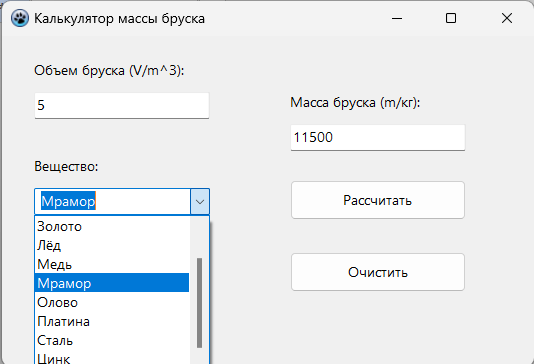 Калькулятор массы бруска
Объем бруска (V/m^3):
5
Масса бруска (m/кг):
11500
Вещество:
Мрамор
Рассчитать
Золото
Лёд
Медь
Мрамор
Олово
Платина
Сталь
Цинк
Очистить